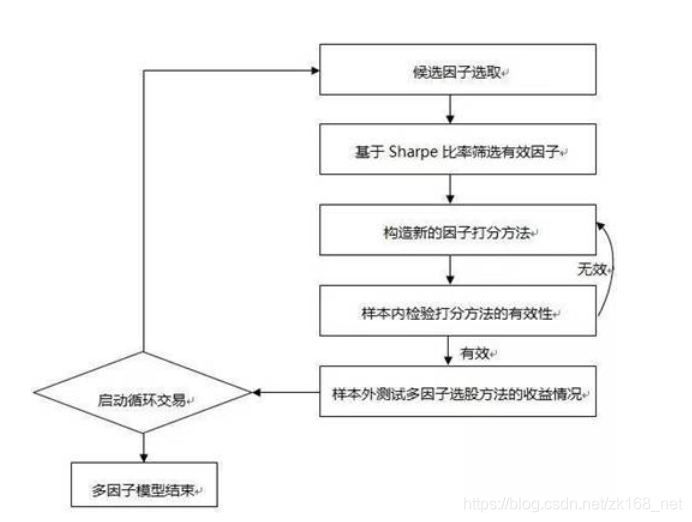 候选因子选取
基于 Sharpe 比率筛选有效因子
构造新的因子打分方法
无效
样本内检验打分方法的有效性
有效
样本外测试多因子选股方法的收益情况
启动循环交易
多因子模型结束
https://blog.csdn.net/zk168_net